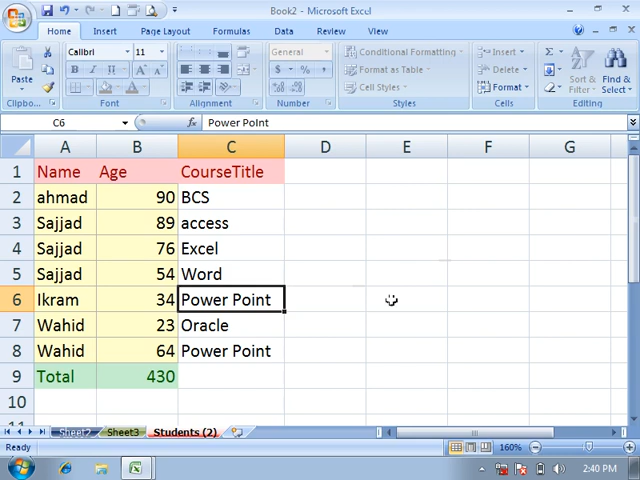 Book2 - Microsoft Excel
Home Insert Page Layout Formulas Data Review View
Paste
Calibri 11
B I U
A A
A
General
$ % ,
Conditional Formatting
Format as Table
Cell Styles
Insert
Delete
Format
Σ
Sort & Filter
Find & Select
Clipboa... Font Alignment Number Styles Cells Editing
C6 fx Power Point
A B C D E F G
1 Name Age CourseTitle
2 ahmad 90 BCS
3 Sajjad 89 access
4 Sajjad 76 Excel
5 Sajjad 54 Word
6 Ikram 34 Power Point
7 Wahid 23 Oracle
8 Wahid 64 Power Point
9 Total 430
10
11
Sheet2 Sheet3 Students (2)
Ready 160%
2:40 PM